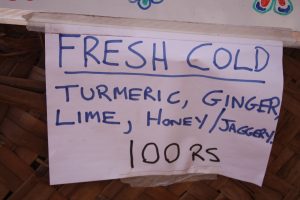 FRESH COLD
TURMERIC, GINGER,
LIME, HONEY/JAGGERY.
100 RS